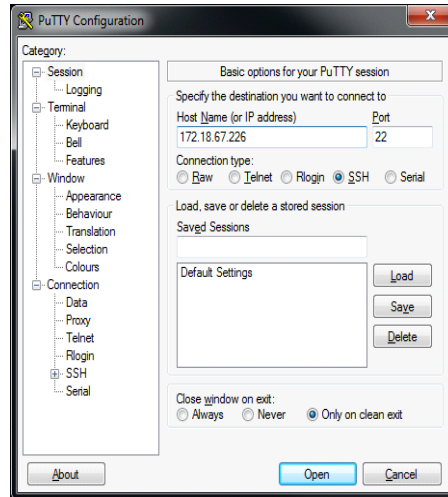 PuTTY Configuration
Category:
Session
Logging
Terminal
Keyboard
Bell
Features
Window
Appearance
Behaviour
Translation
Selection
Colours
Connection
Data
Proxy
Telnet
Rlogin
SSH
Serial
Basic options for your PuTTY session
Specify the destination you want to connect to
Host Name (or IP address) Port
172.18.67.226 22
Connection type:
Raw Telnet Rlogin SSH Serial
Load, save or delete a stored session
Saved Sessions
Default Settings
Load
Save
Delete
Close window on exit:
Always Never Only on clean exit
About Open Cancel